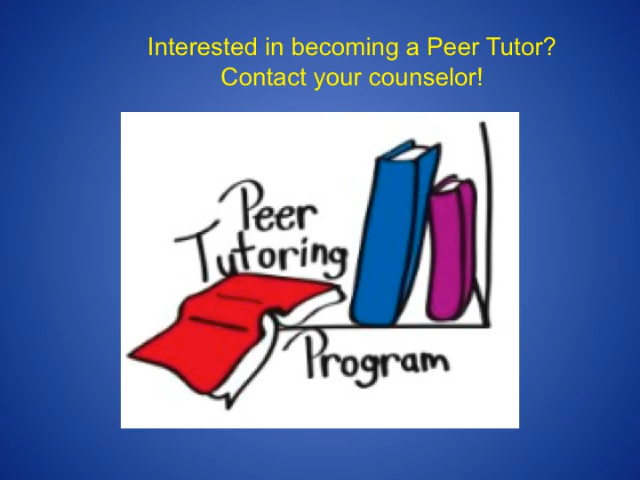 Interested in becoming a Peer Tutor?
Contact your counselor!
Peer
Tutoring
Program